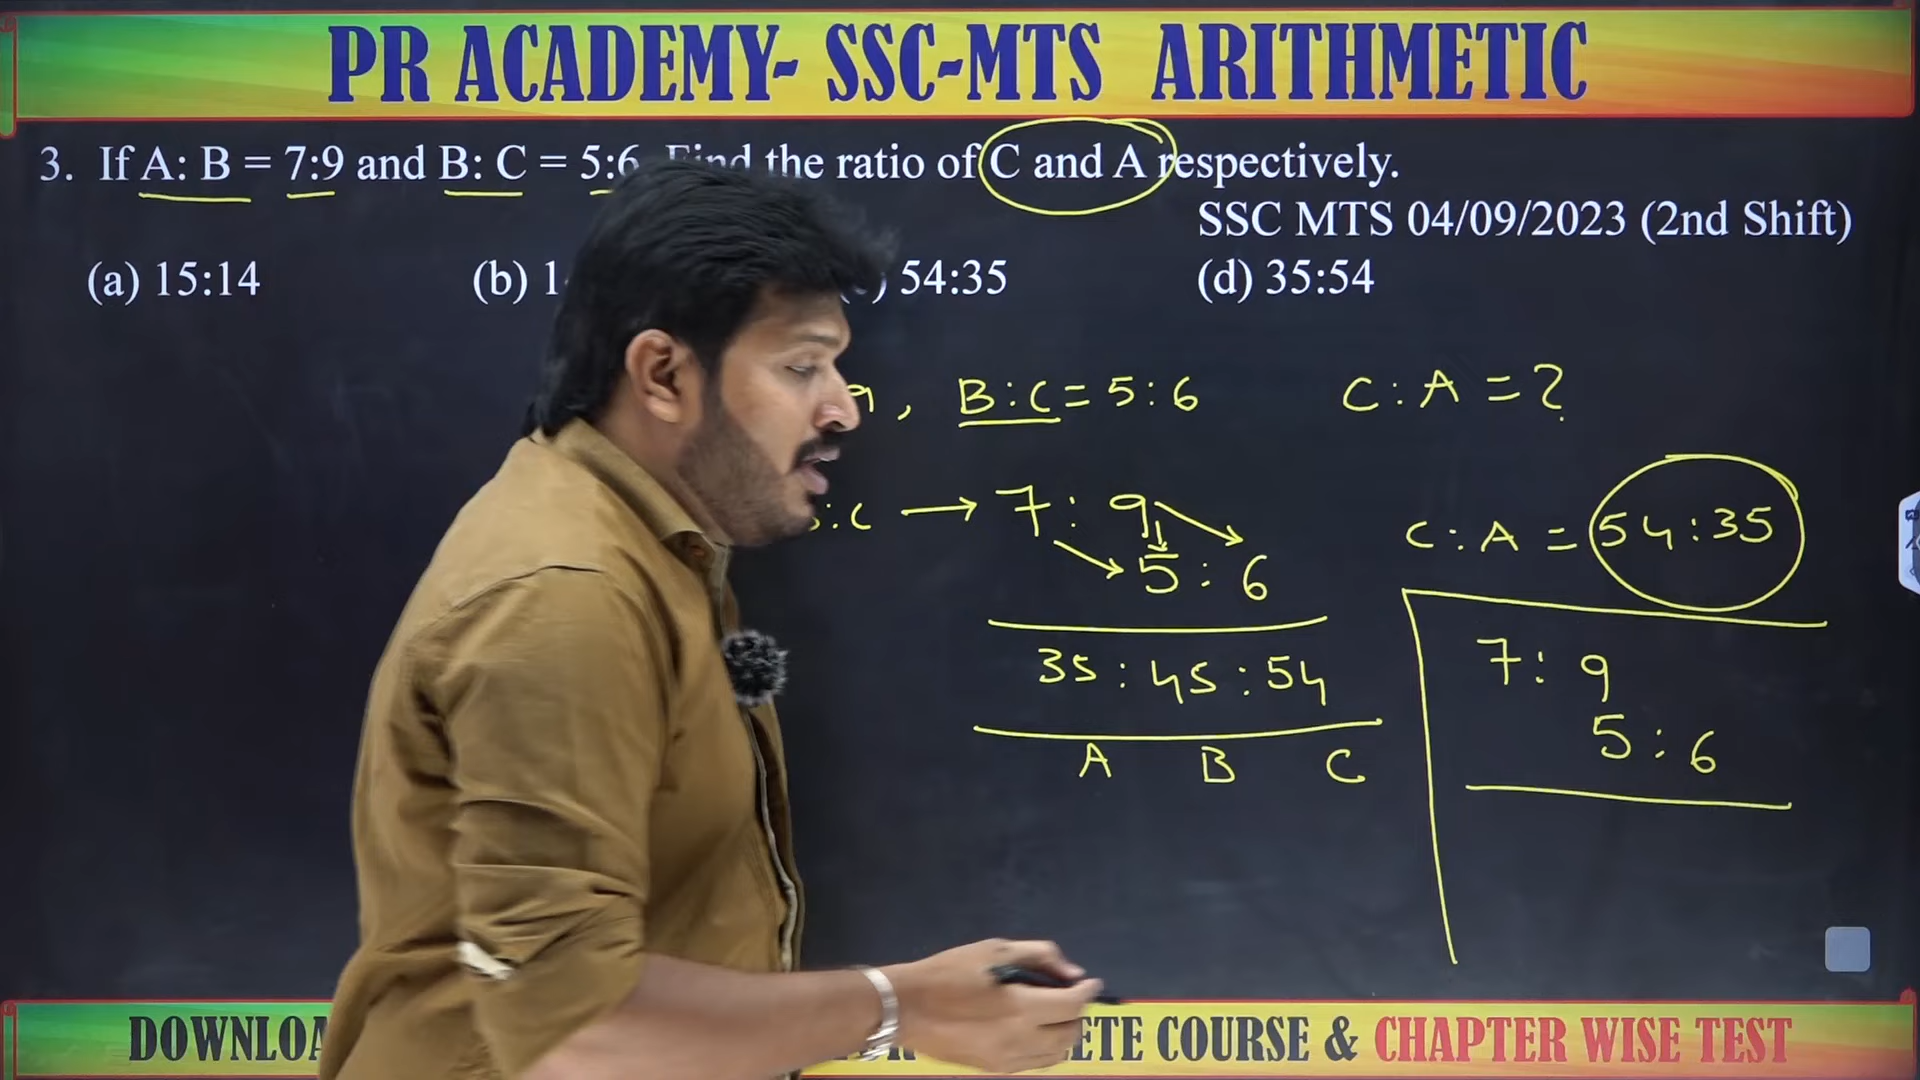 PR ACADEMY- SSC-MTS ARITHMETIC
3. If A: B = 7:9 and B: C = 5:6. Find the ratio of C and A respectively.
SSC MTS 04/09/2023 (2nd Shift)
(a) 15:14 (b) 54:35 (d) 35:54
9, B:C = 5:6 C:A = ?
:C → 7 : 9
C:A = 54:35
5 : 6
35 : 45 : 54
A B C
7 : 9
5 : 6
COURSE & CHAPTER WISE TEST